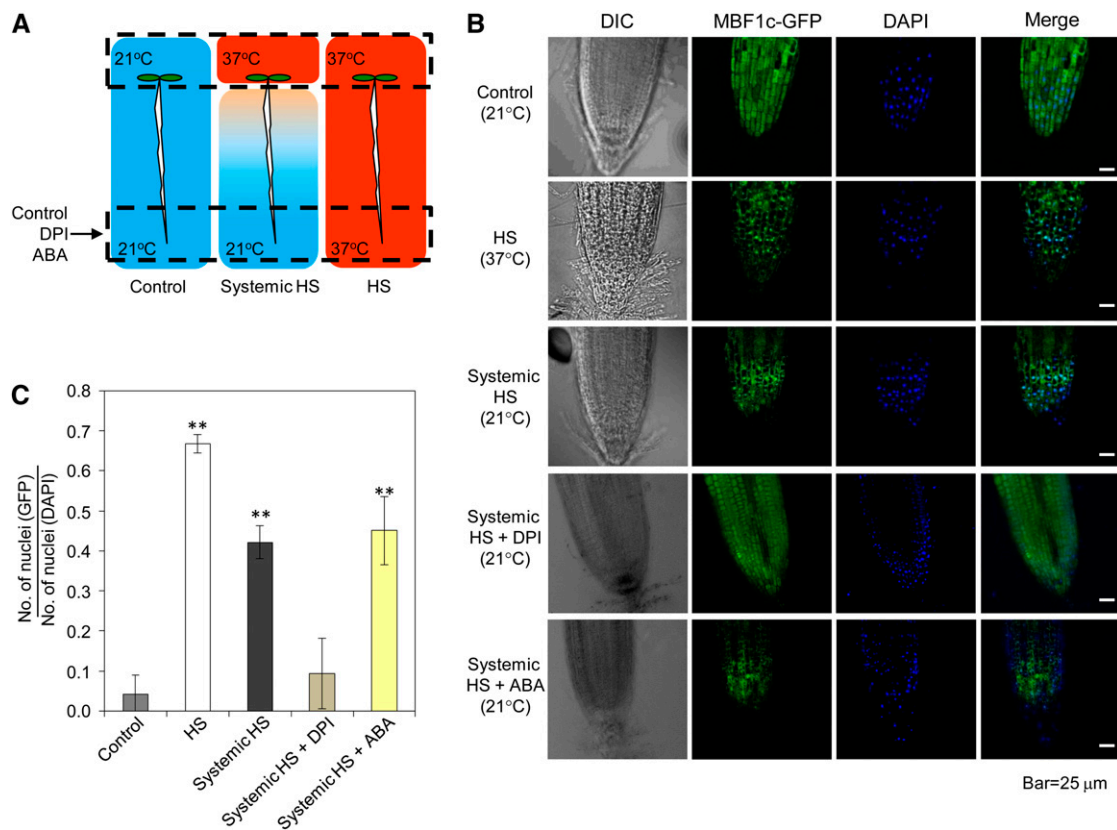 A
21°C
37°C
37°C
Control
DPI
ABA
21°C
21°C
37°C
Control
Systemic HS
HS
B
DIC
MBF1c-GFP
DAPI
Merge
Control
(21°C)
HS
(37°C)
Systemic
HS
(21°C)
Systemic
HS + DPI
(21°C)
Systemic
HS + ABA
(21°C)
Bar=25 μm
C
No. of nuclei (GFP)
No. of nuclei (DAPI)
0.8
0.7
0.6
0.5
0.4
0.3
0.2
0.1
0.0
**
**
**
Control
HS
Systemic HS
Systemic HS + DPI
Systemic HS + ABA